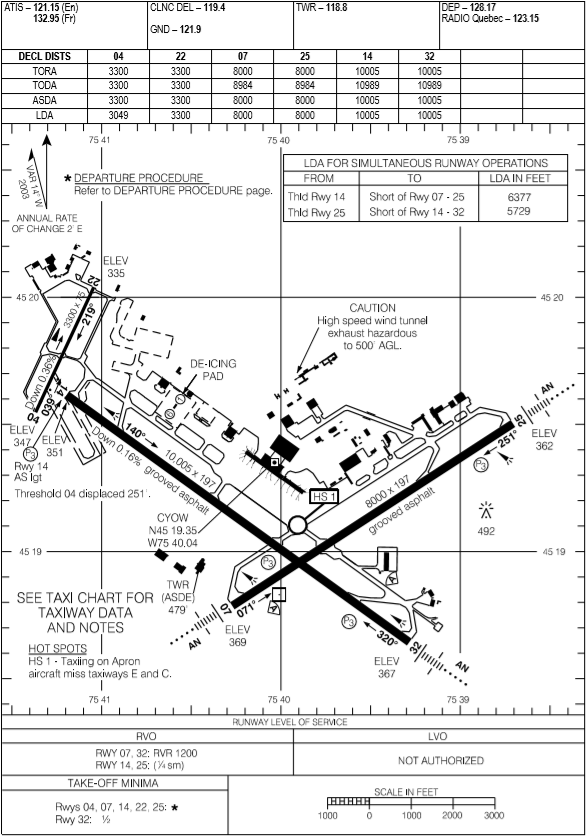 ATIS – 121.15 (En)
132.95 (Fr)
CLNC DEL – 119.4
GND – 121.9
TWR – 118.8
DEP – 128.17
RADIO Quebec – 123.15
DECL DISTS 04 22 07 25 14 32
TORA 3300 3300 8000 8000 10005 10005
TODA 3300 3300 8984 8984 10989 10989
ASDA 3300 3300 8000 8000 10005 10005
LDA 3049 3300 8000 8000 10005 10005
75 41 75 40 75 39
VAR 14° W
2003
ANNUAL RATE
OF CHANGE 2' E
* DEPARTURE PROCEDURE
Refer to DEPARTURE PROCEDURE page.
LDA FOR SIMULTANEOUS RUNWAY OPERATIONS
FROM TO LDA IN FEET
Thld Rwy 14 Short of Rwy 07 - 25 6377
Thld Rwy 25 Short of Rwy 14 - 32 5729
ELEV
335
45 20 45 20
22
219°
3300 x 75
Down 0.36%
039°
04
CAUTION
High speed wind tunnel
exhaust hazardous
to 500' AGL.
DE-ICING
PAD
14
140°
10,005 x 197
Down 0.16% grooved asphalt
ELEV
347
ELEV
351
P3
Rwy 14
AS lgt
Threshold 04 displaced 251'.
AN
25
251°
ELEV
362
P3
8000 x 197
grooved asphalt
HS 1
492
CYOW
N45 19.35
W75 40.04
45 19 45 19
TWR
(ASDE)
479'
P3
A
A
07
071°
AN
ELEV
369
P3
320°
32
ELEV
367
AN
SEE TAXI CHART FOR
TAXIWAY DATA
AND NOTES
HOT SPOTS
HS 1 - Taxiing on Apron
aircraft miss taxiways E and C.
75 41 75 40 75 39
RUNWAY LEVEL OF SERVICE
RVO LVO
RWY 07, 32: RVR 1200
RWY 14, 25: (¼ sm)
NOT AUTHORIZED
TAKE-OFF MINIMA
Rwys 04, 07, 14, 22, 25: *
Rwy 32: ½
SCALE IN FEET
1000 0 1000 2000 3000